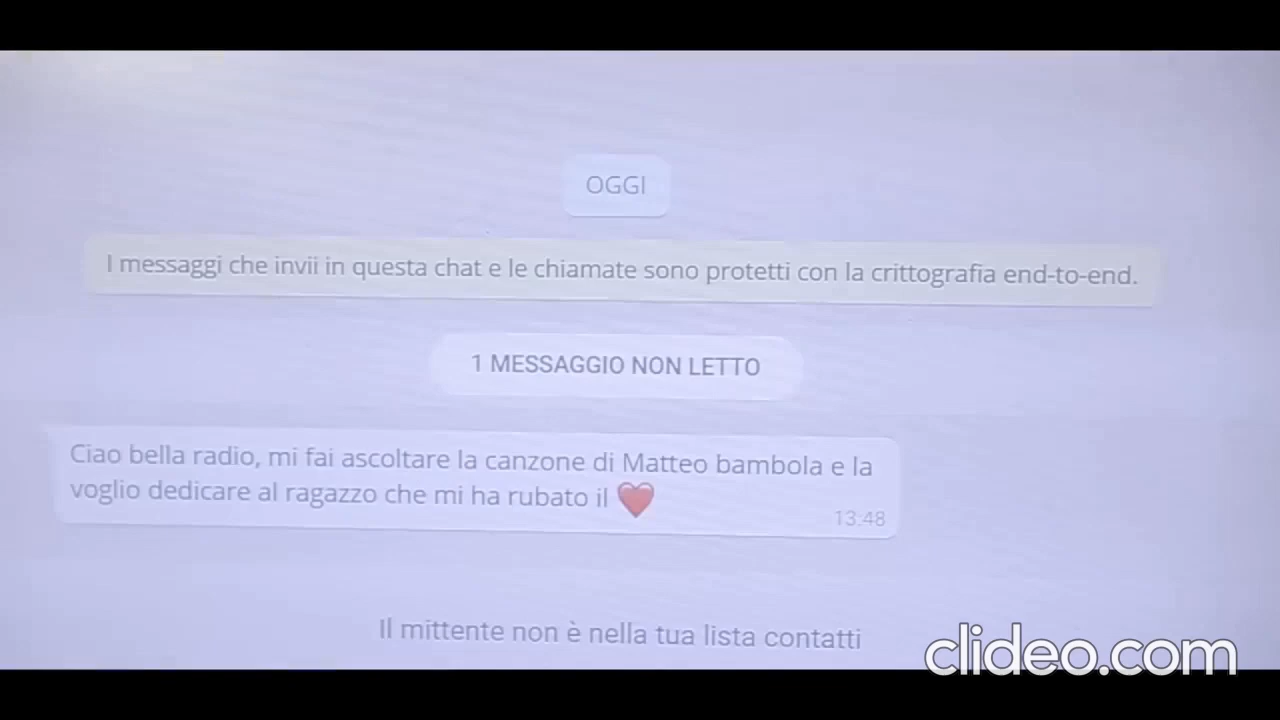 OGGI
I messaggi che invii in questa chat e le chiamate sono protetti con la crittografia end-to-end.
1 MESSAGGIO NON LETTO
Ciao bella radio, mi fai ascoltare la canzone di Matteo bambola e la
voglio dedicare al ragazzo che mi ha rubato il ❤️
13:48
Il mittente non è nella tua lista contatti
clideo.com